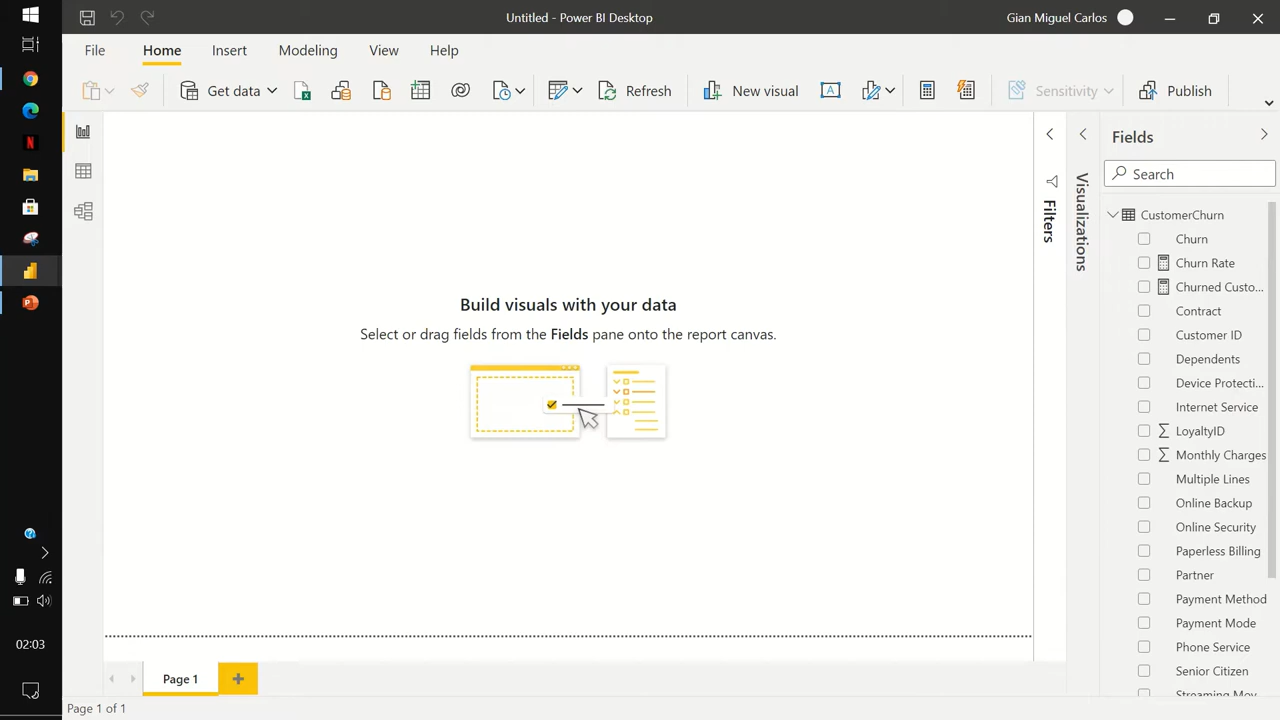 Untitled - Power BI Desktop
Gian Miguel Carlos
File
Home
Insert
Modeling
View
Help
Get data
Refresh
New visual
Sensitivity
Publish
Build visuals with your data
Select or drag fields from the Fields pane onto the report canvas.
Filters
Visualizations
Fields
Search
CustomerChurn
Churn
Churn Rate
Churned Custo...
Contract
Customer ID
Dependents
Device Protecti...
Internet Service
LoyaltyID
Monthly Charges
Multiple Lines
Online Backup
Online Security
Paperless Billing
Partner
Payment Method
Payment Mode
Phone Service
Senior Citizen
Streaming Mov
02:03
Page 1
Page 1 of 1